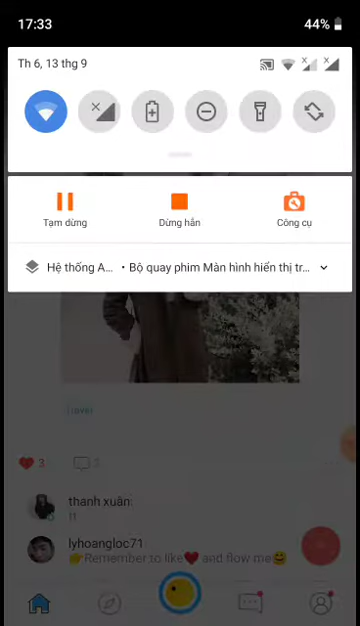 17:33
44%
Th 6, 13 thg 9
Tạm dừng
Dừng hẳn
Công cụ
Hệ thống A... • Bộ quay phim Màn hình hiển thị tr...
3
thanh xuân:
lyhoangloc71
👉Remember to like❤️ and flow me😀